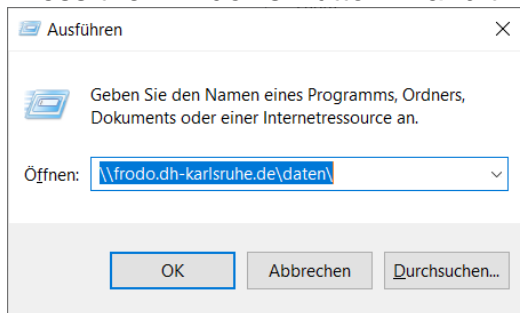 Ausführen
Geben Sie den Namen eines Programms, Ordners,
Dokuments oder einer Internetressource an.
Öffnen: \\frodo.dh-karlsruhe.de\daten\
OK Abbrechen Durchsuchen...